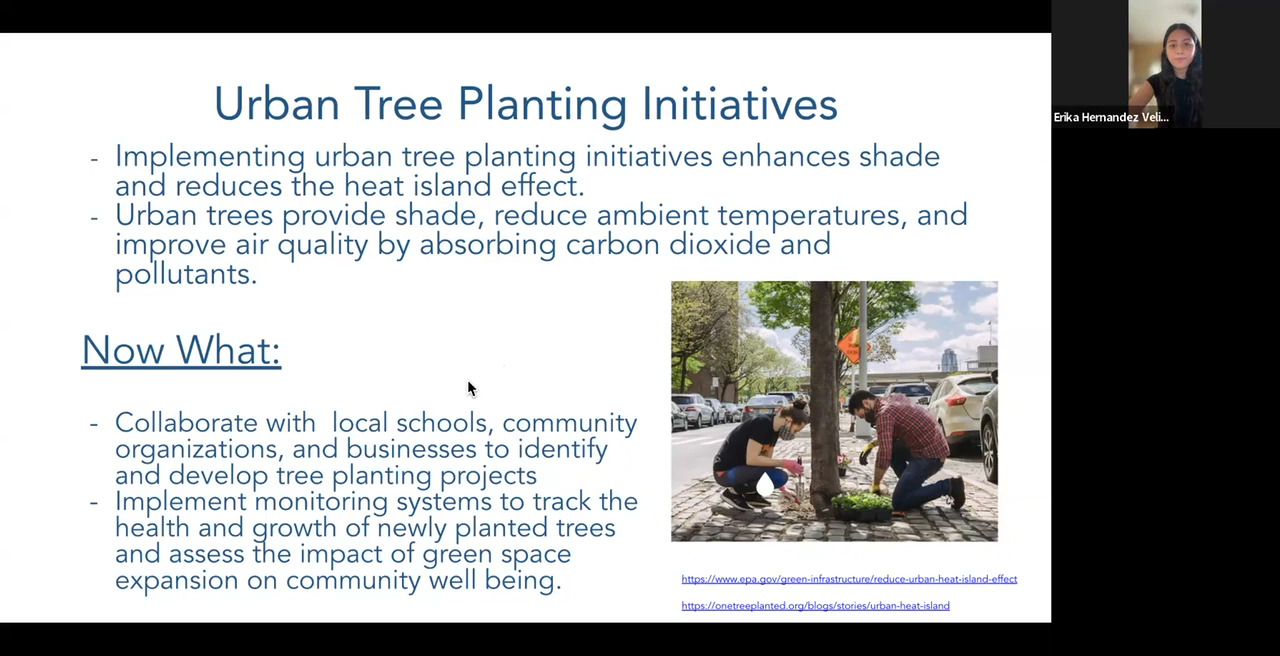 Urban Tree Planting Initiatives
- Implementing urban tree planting initiatives enhances shade
and reduces the heat island effect.
- Urban trees provide shade, reduce ambient temperatures, and
improve air quality by absorbing carbon dioxide and
pollutants.
Now What:
- Collaborate with  local schools, community
organizations, and businesses to identify
and develop tree planting projects
- Implement monitoring systems to track the
health and growth of newly planted trees
and assess the impact of green space
expansion on community well being.
https://www.epa.gov/green-infrastructure/reduce-urban-heat-island-effect
https://onetreeplanted.org/blogs/stories/urban-heat-island
Erika Hernandez Veli...